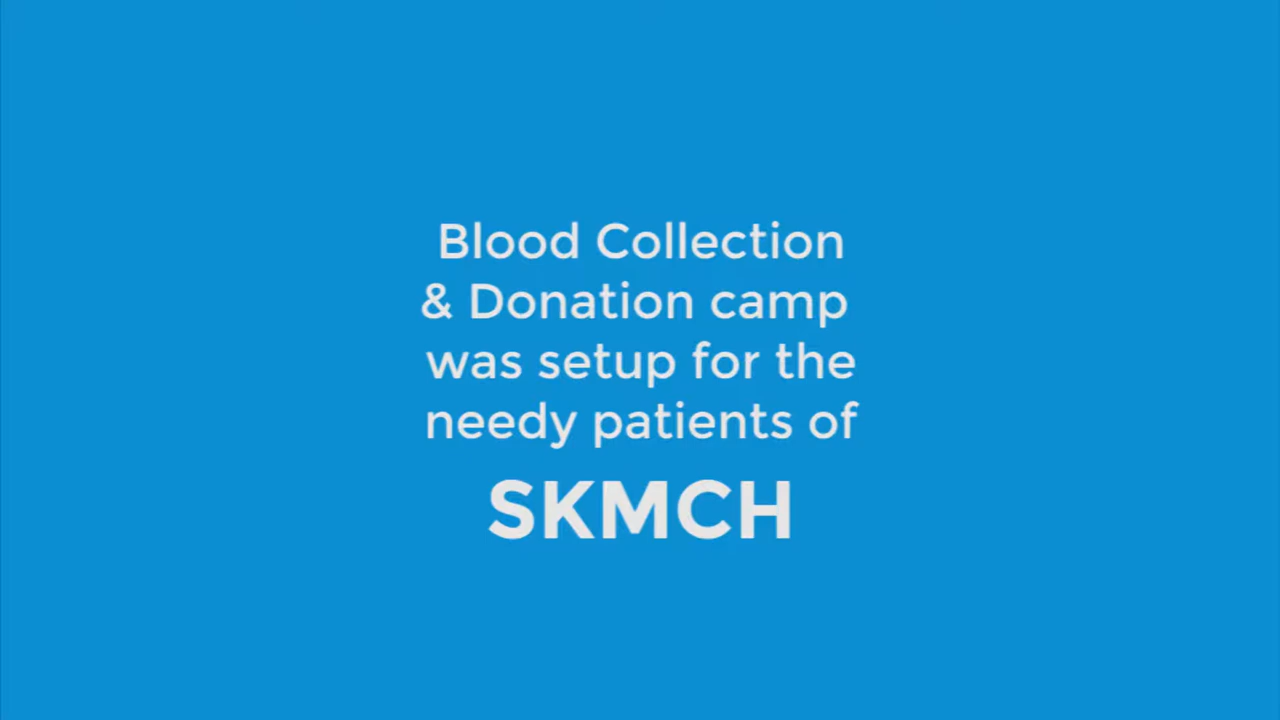 Blood Collection
& Donation camp
was setup for the
needy patients of
SKMCH